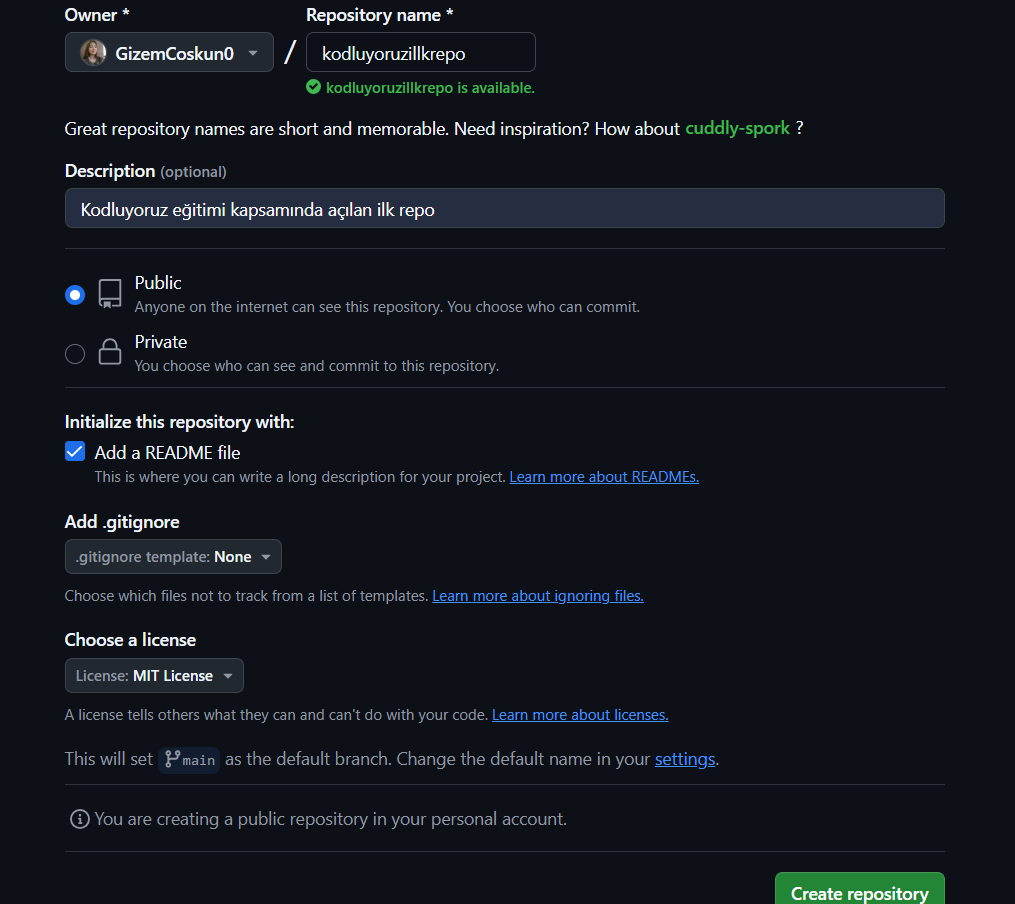 Owner * Repository name *
GizemCoskun0 / kodluyoruzillkrepo
kodluyoruzillkrepo is available.
Great repository names are short and memorable. Need inspiration? How about cuddly-spork ?
Description (optional)
Kodluyoruz eğitimi kapsamında açılan ilk repo
Public
Anyone on the internet can see this repository. You choose who can commit.
Private
You choose who can see and commit to this repository.
Initialize this repository with:
Add a README file
This is where you can write a long description for your project. Learn more about READMEs.
Add .gitignore
.gitignore template: None
Choose which files not to track from a list of templates. Learn more about ignoring files.
Choose a license
License: MIT License
A license tells others what they can and can't do with your code. Learn more about licenses.
This will set main as the default branch. Change the default name in your settings.
You are creating a public repository in your personal account.
Create repository